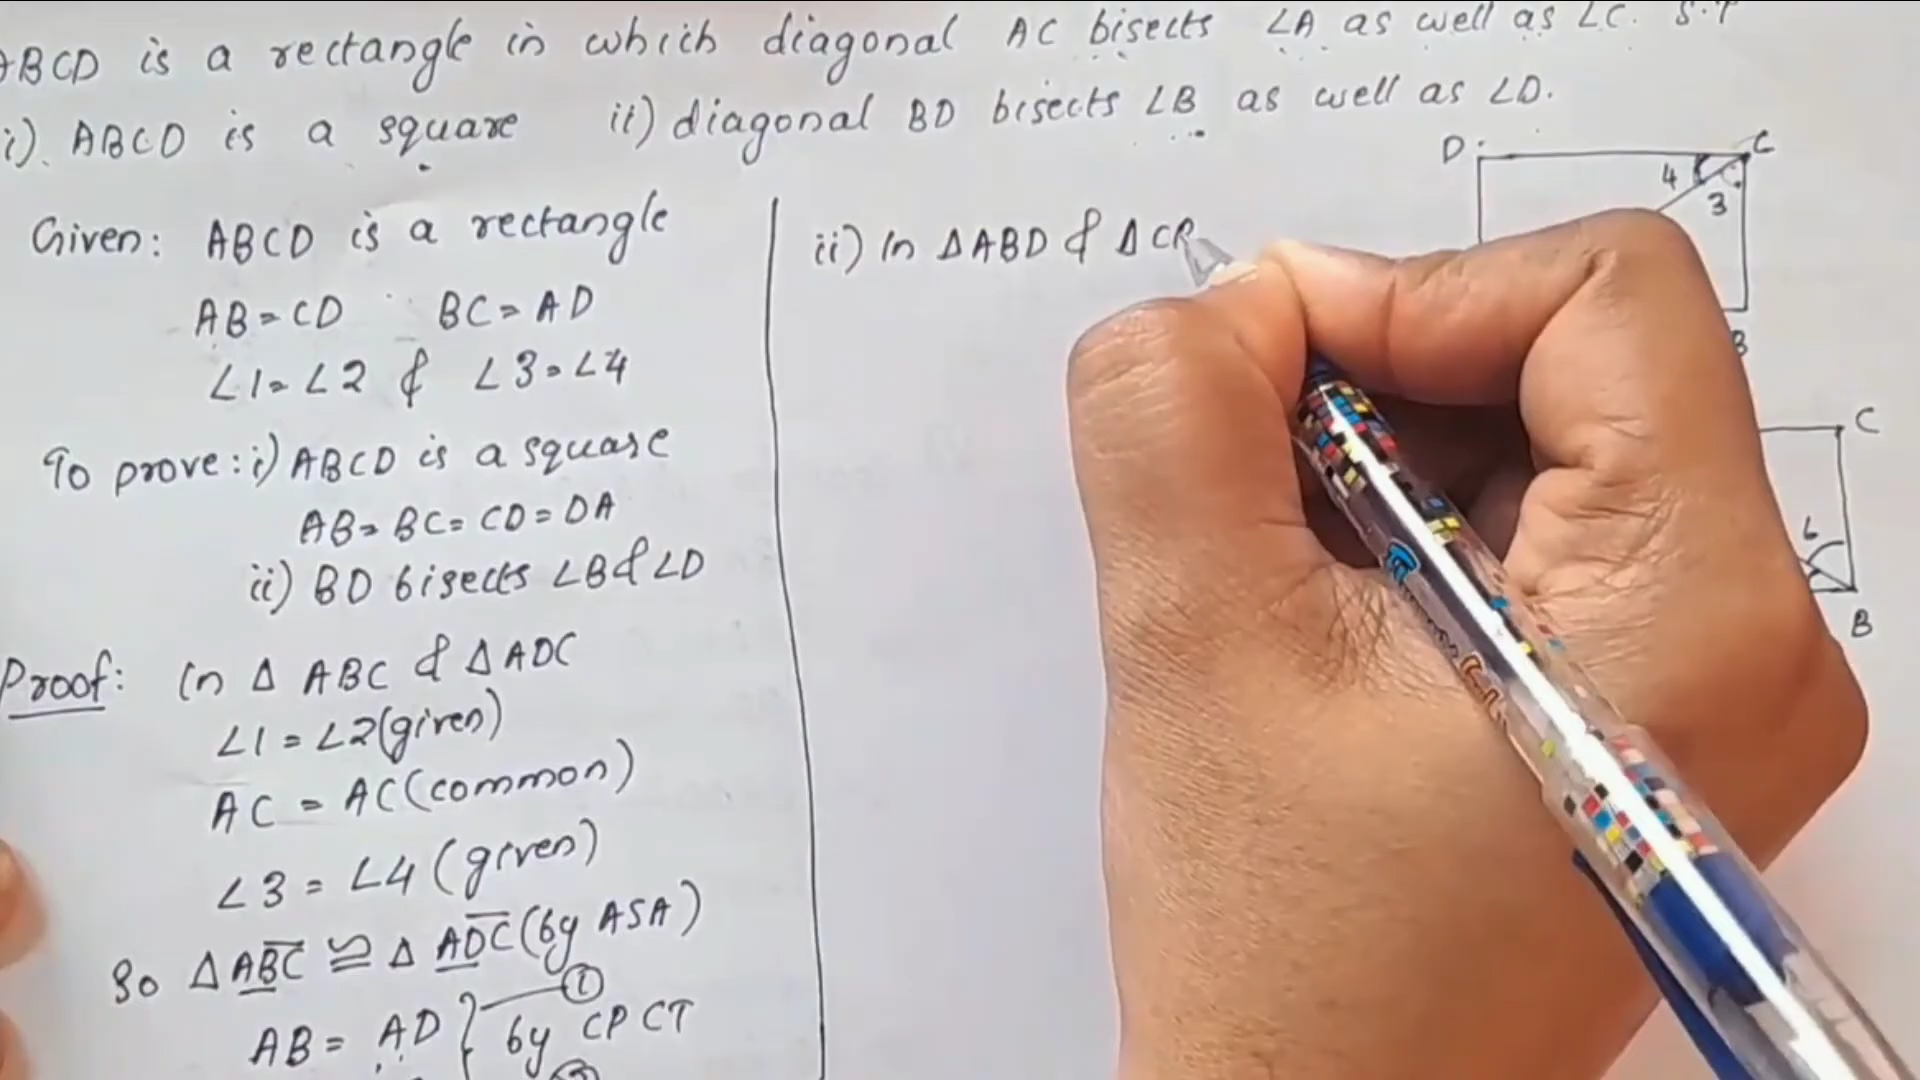 ABCD is a rectangle in which diagonal AC bisects ∠A as well as ∠C. S.T
i). ABCD is a square ii) diagonal BD bisects ∠B as well as ∠D.
Given: ABCD is a rectangle
AB = CD BC = AD
∠1 = ∠2 & ∠3 = ∠4
To prove: i) ABCD is a square
AB = BC = CD = DA
ii) BD bisects ∠B & ∠D
Proof: In Δ ABC & Δ ADC
∠1 = ∠2 (given)
AC = AC (common)
∠3 = ∠4 (given)
So Δ ABC ≅ Δ ADC (by ASA)
AB = AD } ①
by CPCT
ii) In Δ ABD & Δ CB
D C
4
3
B
C
6
B